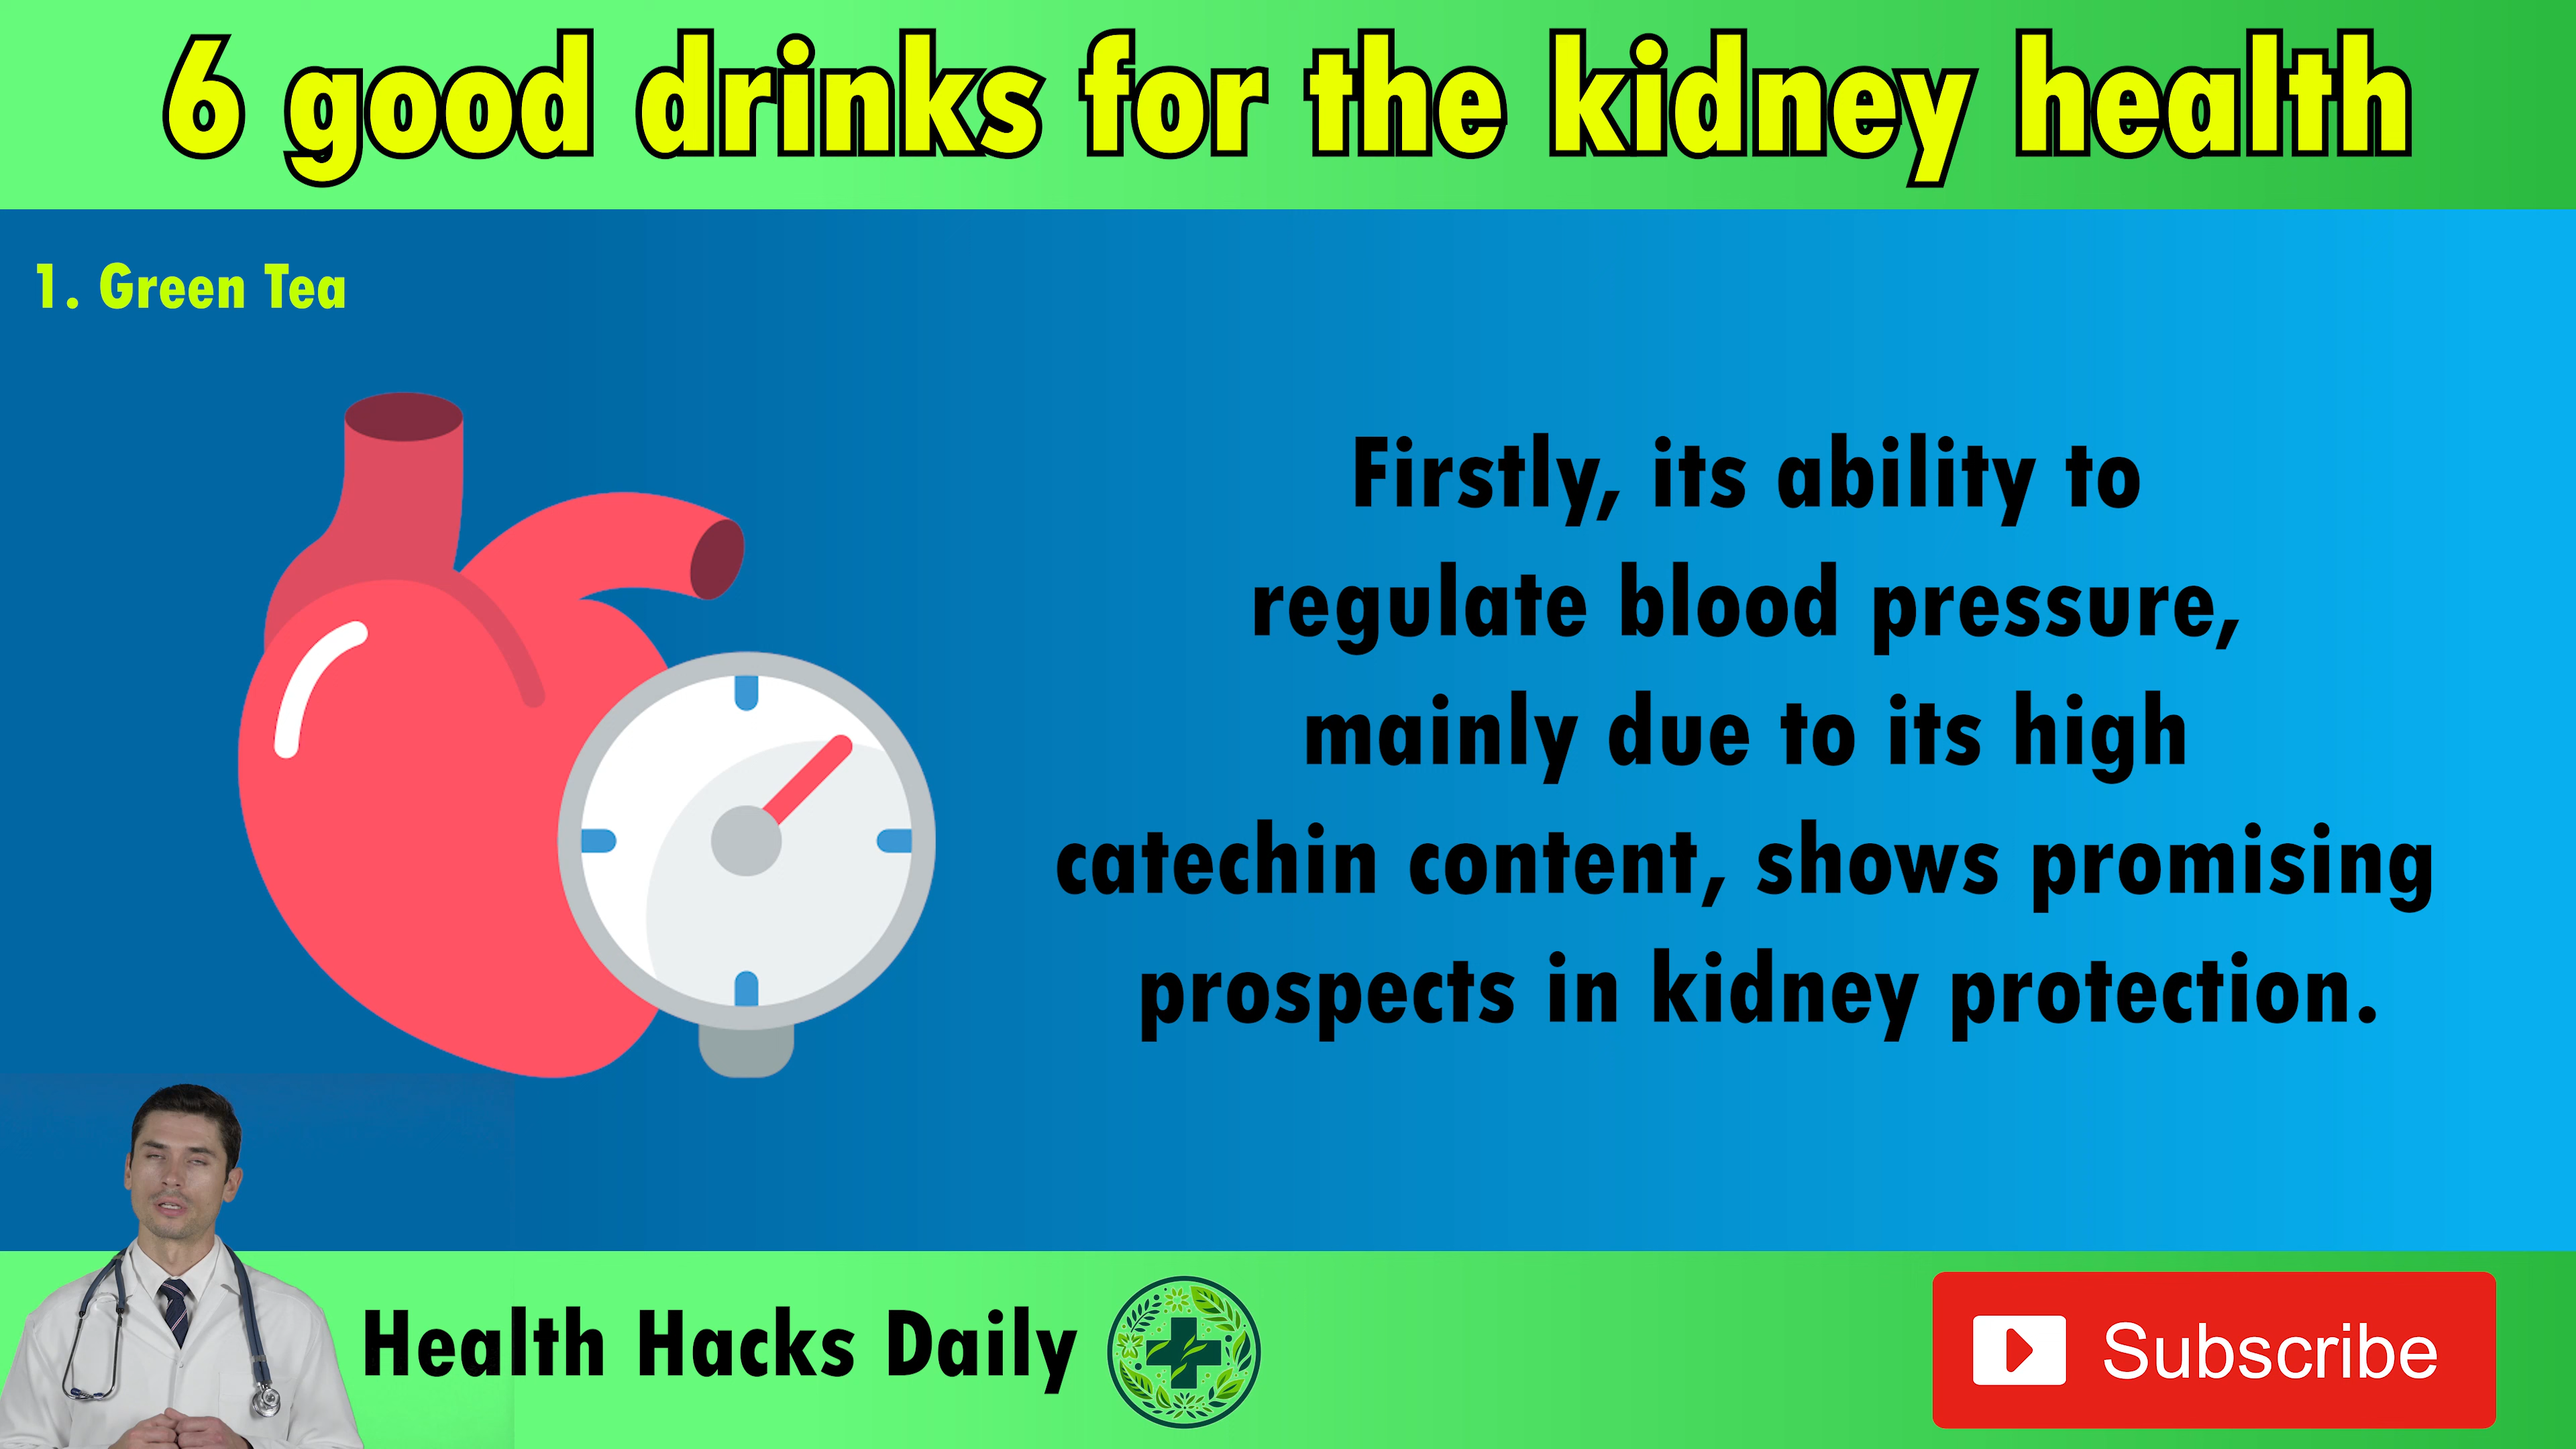 6 good drinks for the kidney health
1. Green Tea
Firstly, its ability to
regulate blood pressure,
mainly due to its high
catechin content, shows promising
prospects in kidney protection.
Health Hacks Daily
Subscribe